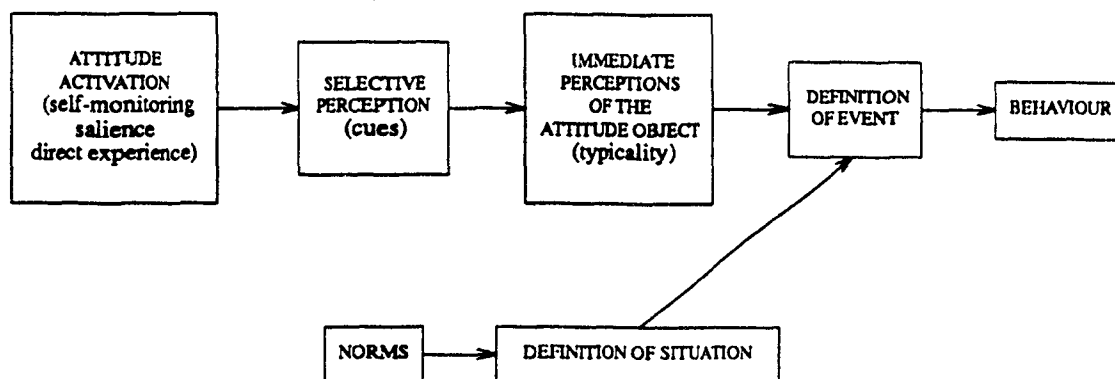 ATTITUDE
ACTIVATION
(self-monitoring
salience
direct experience)
SELECTIVE
PERCEPTION
(cues)
IMMEDIATE
PERCEPTIONS
OF THE
ATTITUDE OBJECT
(typicality)
DEFINITION
OF EVENT
BEHAVIOUR
NORMS
DEFINITION OF SITUATION